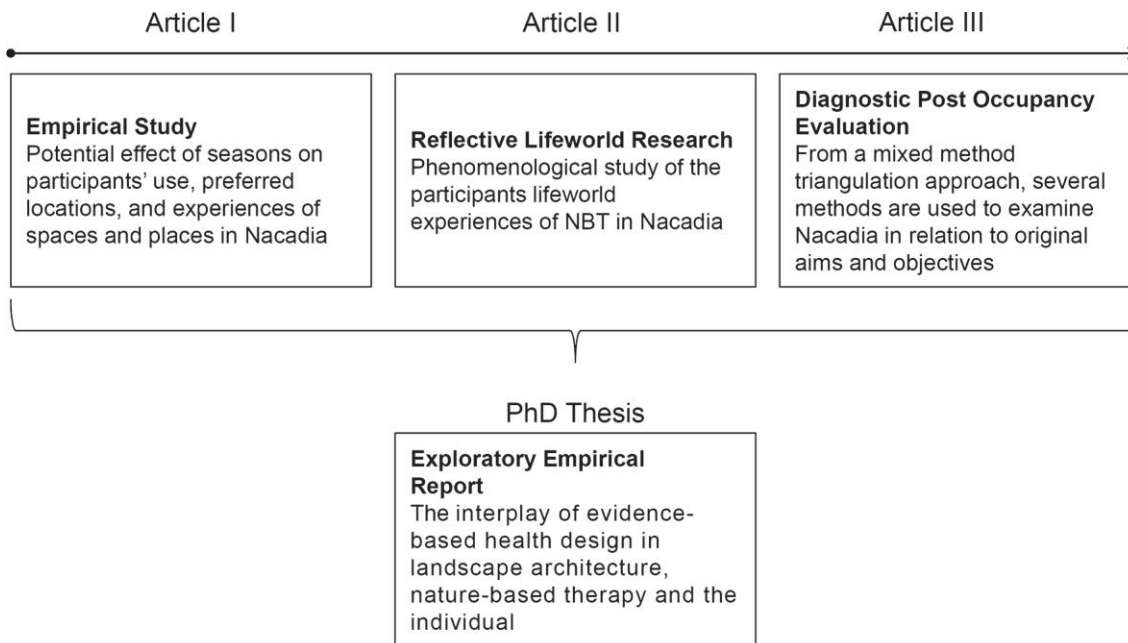 Article I
Article II
Article III
Empirical Study
Potential effect of seasons on
participants' use, preferred
locations, and experiences of
spaces and places in Nacadia
Reflective Lifeworld Research
Phenomenological study of the
participants lifeworld
experiences of NBT in Nacadia
Diagnostic Post Occupancy
Evaluation
From a mixed method
triangulation approach, several
methods are used to examine
Nacadia in relation to original
aims and objectives
PhD Thesis
Exploratory Empirical
Report
The interplay of evidence-
based health design in
landscape architecture,
nature-based therapy and the
individual